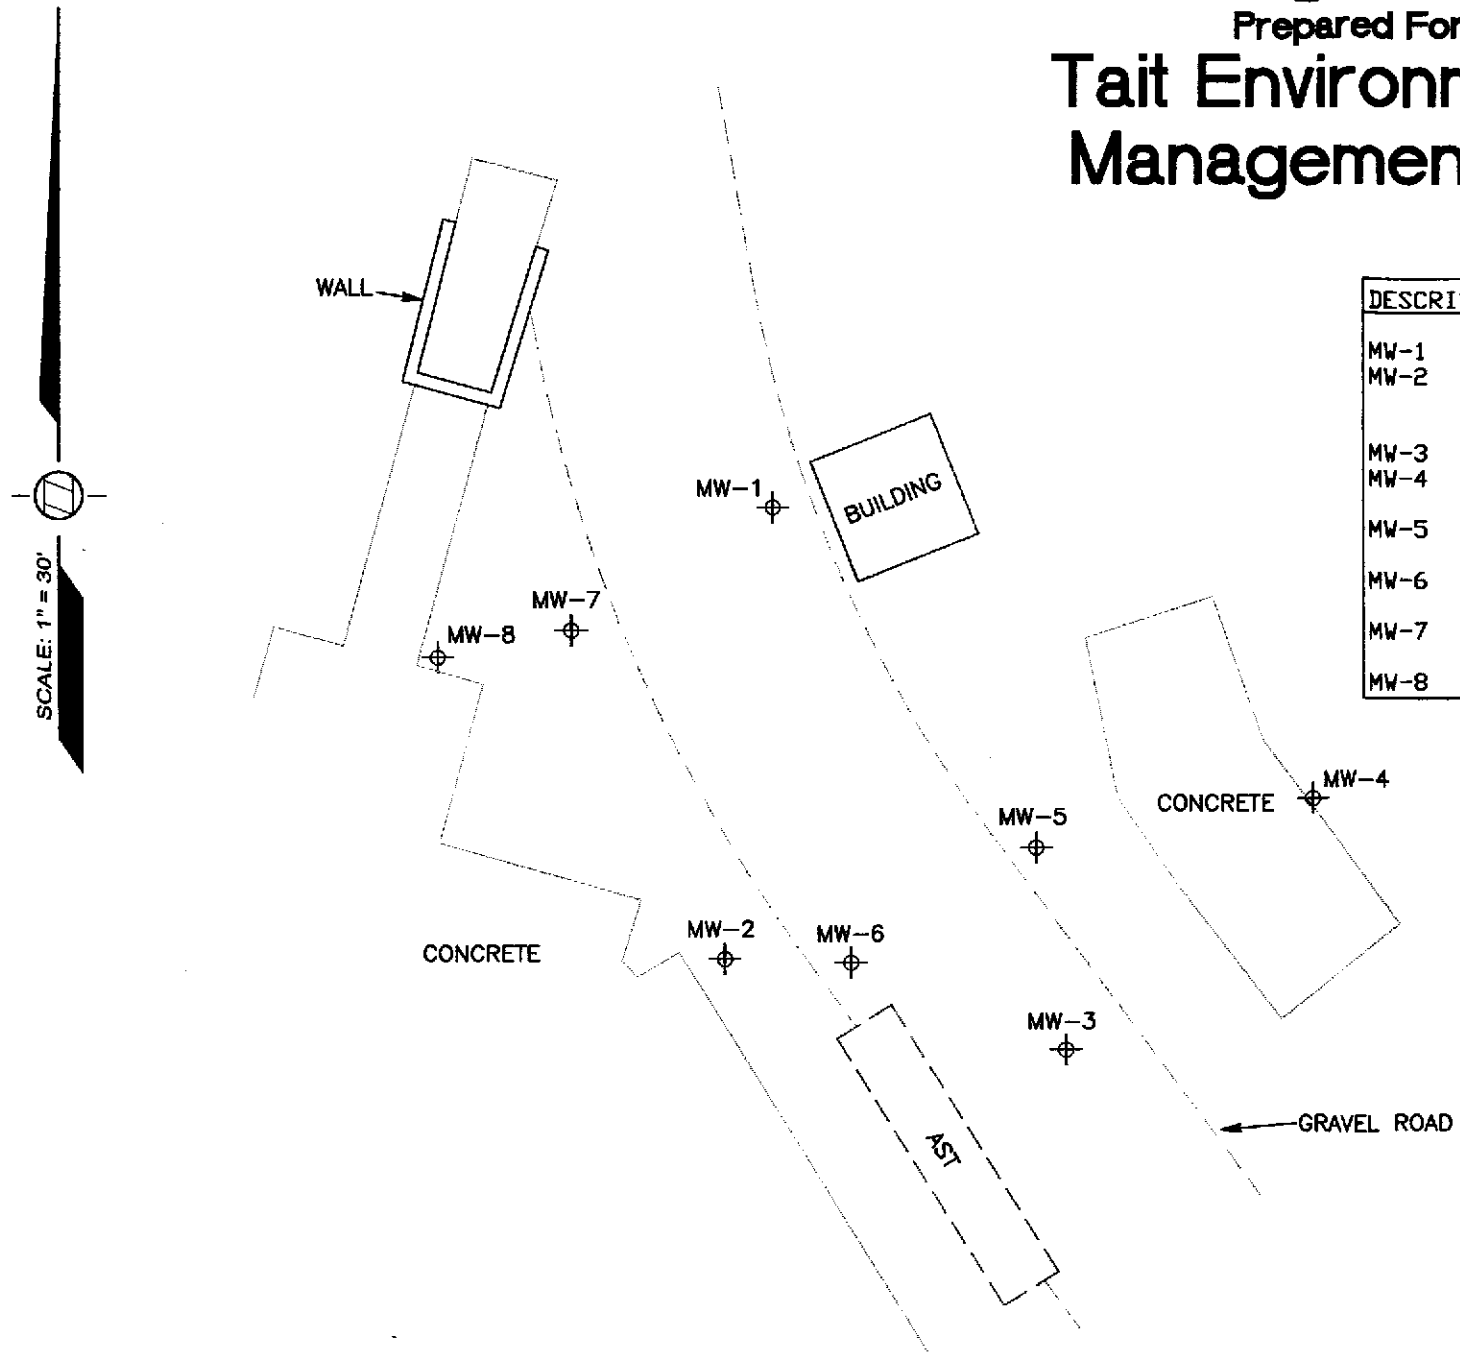 Prepared For
Tait Environ
Managemen
WALL
DESCRI
MW-1
MW-2
MW-3
MW-4
MW-5
MW-6
MW-7
MW-8
MW-1
BUILDING
SCALE: 1" = 30'
MW-7
MW-8
MW-4
CONCRETE
MW-5
MW-2
MW-6
CONCRETE
MW-3
GRAVEL ROAD
AST